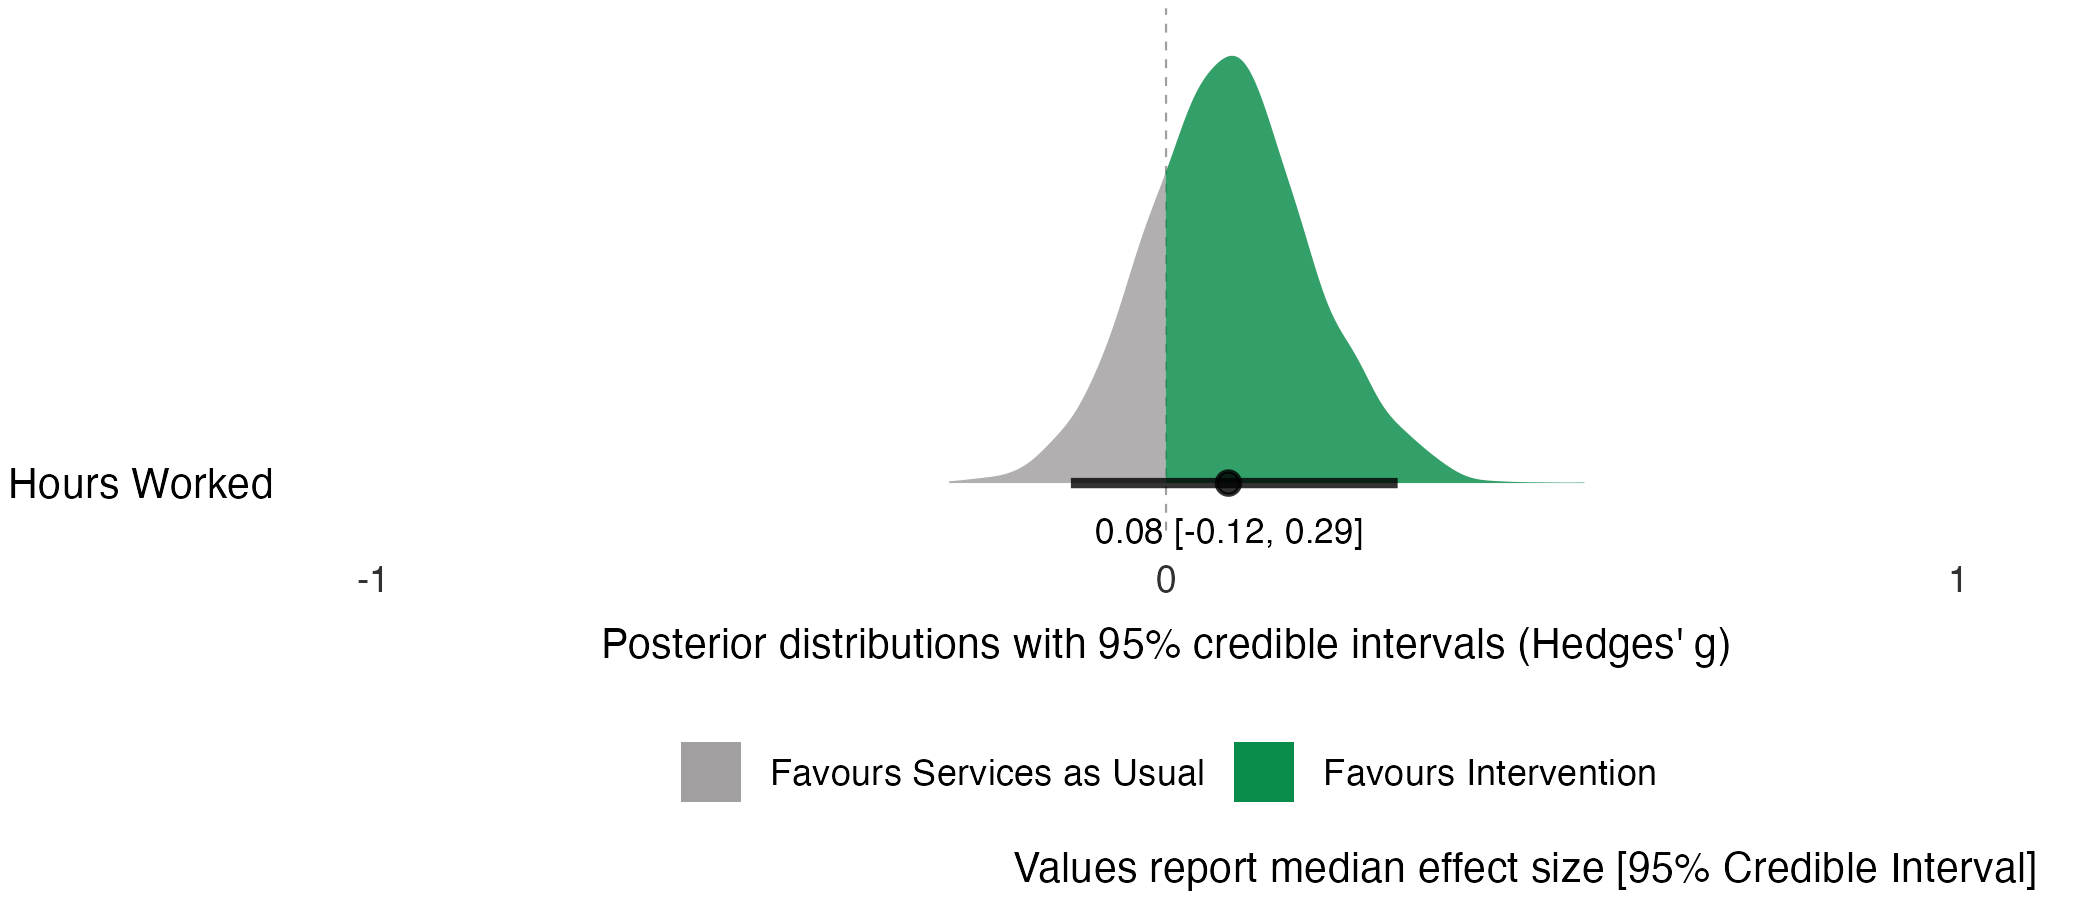 Hours Worked
0.08 [-0.12, 0.29]
-1 0 1
Posterior distributions with 95% credible intervals (Hedges' g)
Favours Services as Usual Favours Intervention
Values report median effect size [95% Credible Interval]